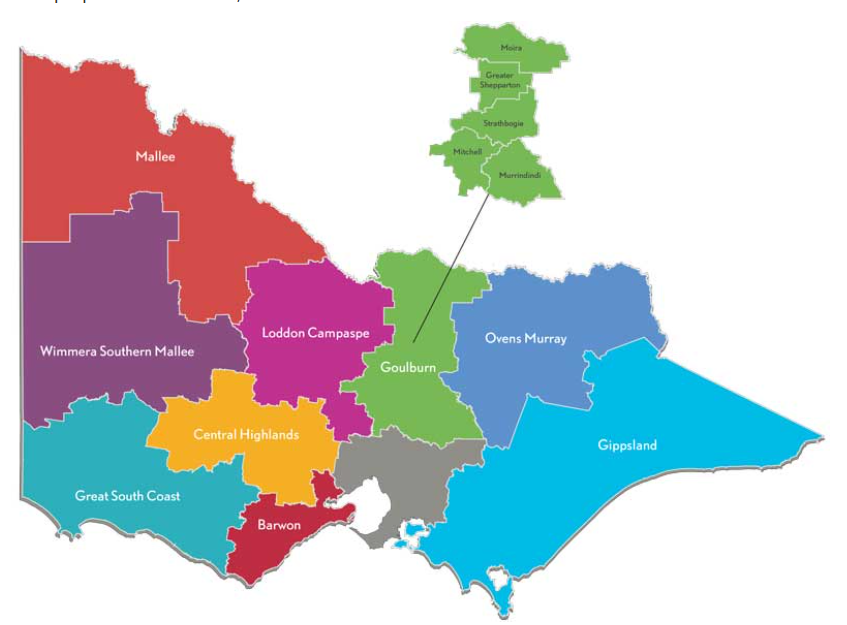 Moira
Greater
Shepparton
Strathbogie
Mitchell
Murrindindi
Mallee
Loddon Campaspe
Ovens Murray
Wimmera Southern Mallee
Goulburn
Central Highlands
Gippsland
Great South Coast
Barwon